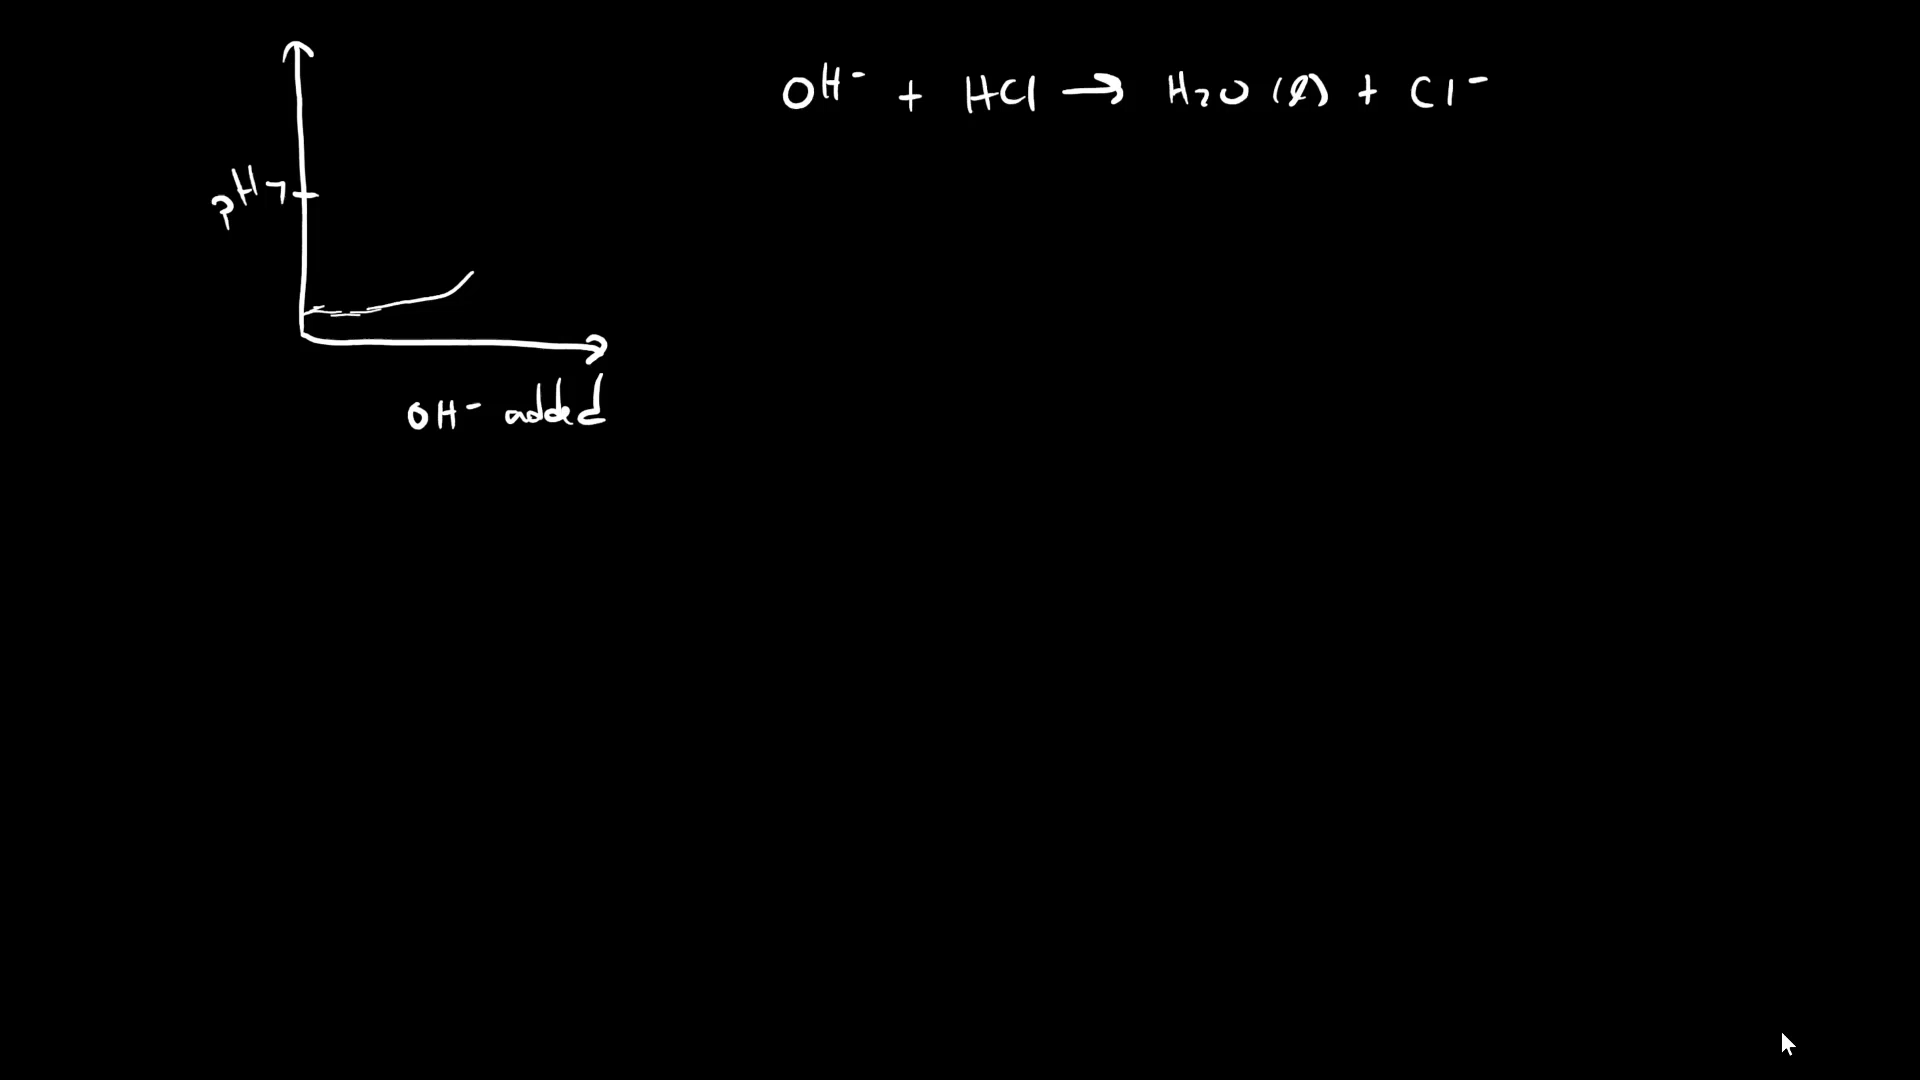 OH⁻ + HCl → H₂O (l) + Cl⁻
pH 7
OH⁻ added